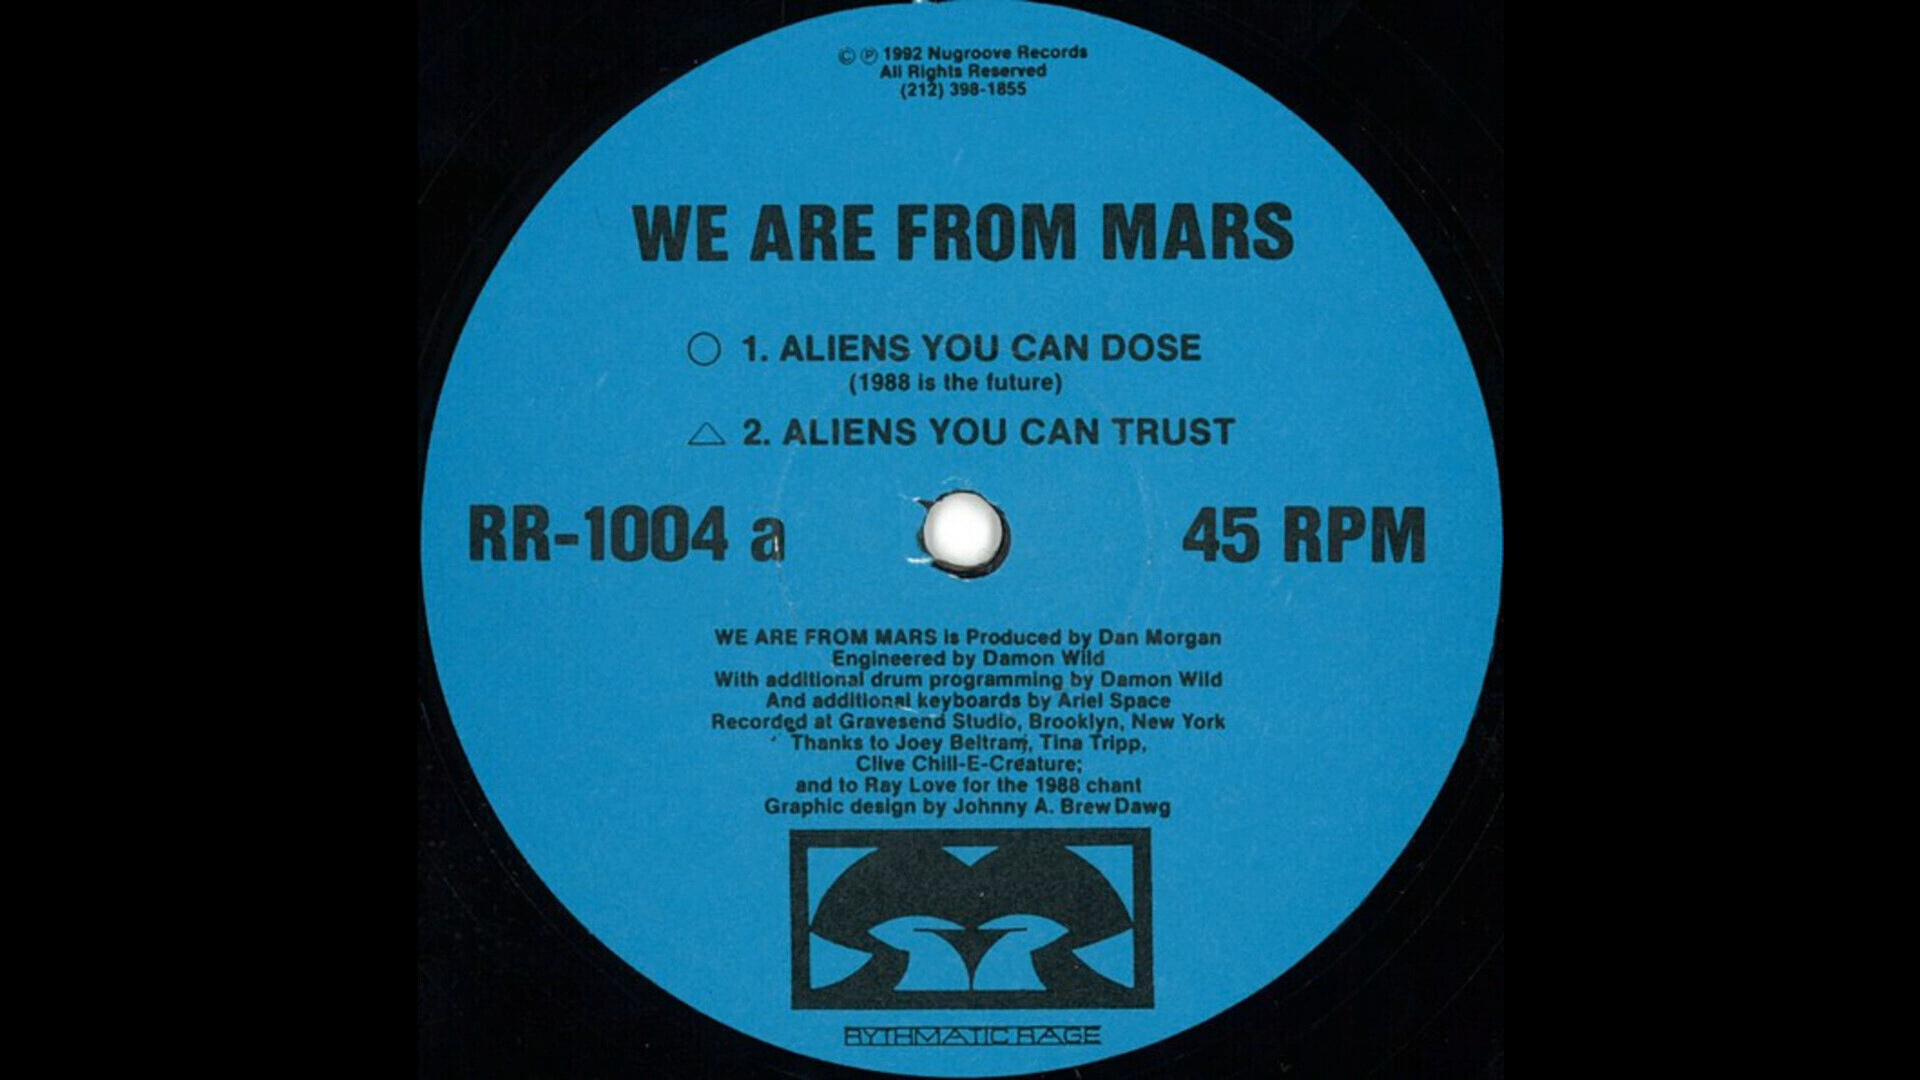 © ℗ 1992 Nugroove Records
All Rights Reserved
(212) 398-1855
WE ARE FROM MARS
1. ALIENS YOU CAN DOSE
(1988 is the future)
2. ALIENS YOU CAN TRUST
RR-1004 a
45 RPM
WE ARE FROM MARS is Produced by Dan Morgan
Engineered by Damon Wild
With additional drum programming by Damon Wild
And additional keyboards by Ariel Space
Recorded at Gravesend Studio, Brooklyn, New York
Thanks to Joey Beltram, Tina Tripp,
Clive Chill-E-Creature;
and to Ray Love for the 1988 chant
Graphic design by Johnny A. Brew Dawg
RYTHMATIC RAGE